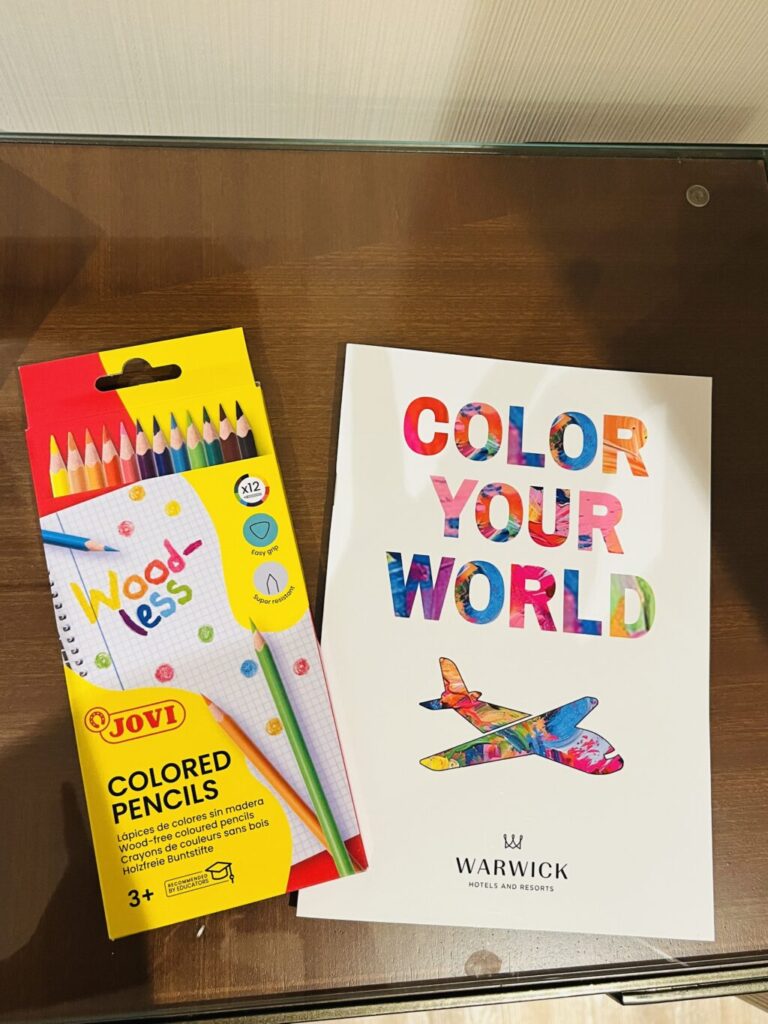 x12
Easy grip
Super resistant
Wood-
less
JOVI
COLORED
PENCILS
Lápices de colores sin madera
Wood-free coloured pencils
Crayons de couleurs sans bois
Holzfreie Buntstifte
3+
RECOMMENDED
BY EDUCATORS
COLOR
YOUR
WORLD
WARWICK
HOTELS AND RESORTS